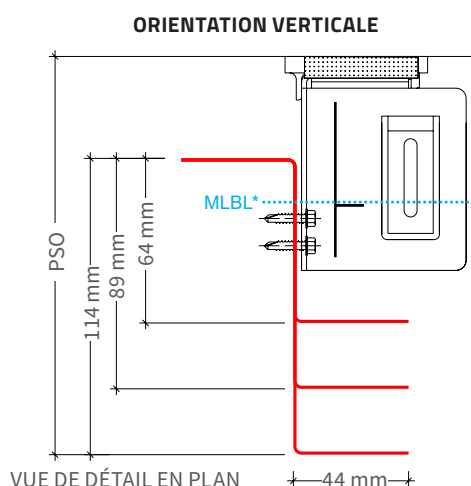 ORIENTATION VERTICALE
MLBL*
PSO
114 mm
89 mm
64 mm
VUE DE DÉTAIL EN PLAN
44 mm